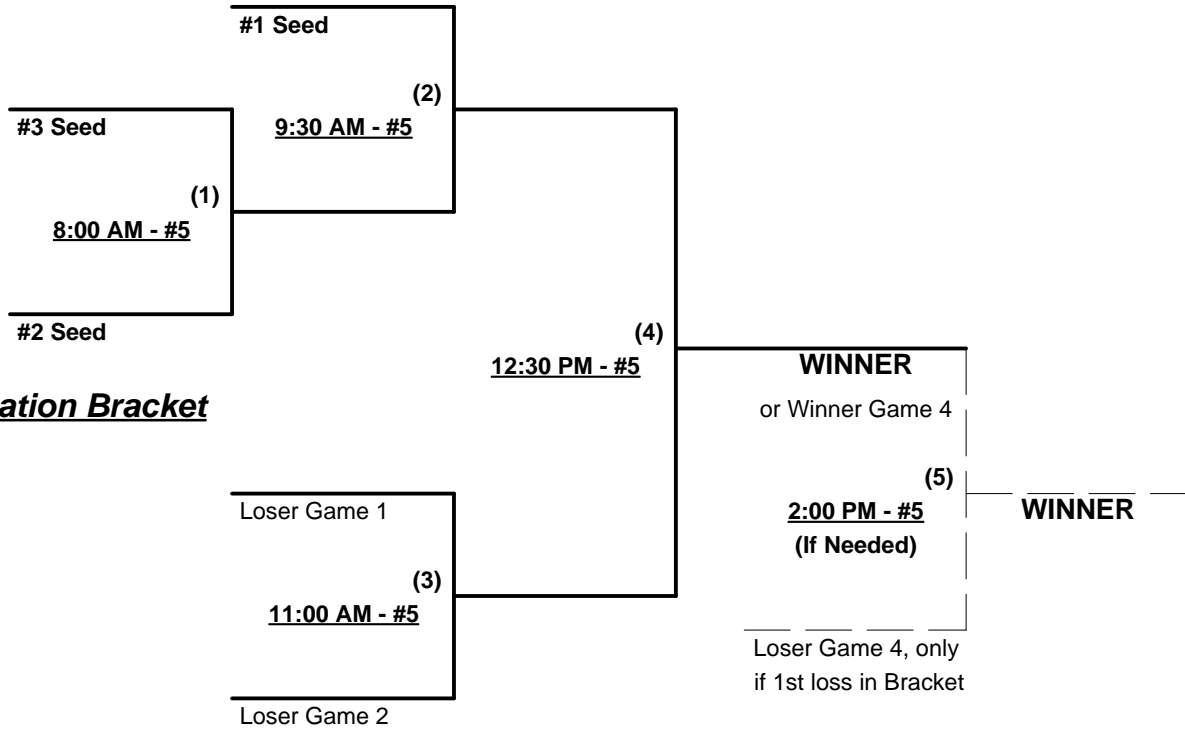 #1 Seed
(2)
#3 Seed
9:30 AM - #5
(1)
8:00 AM - #5
#2 Seed
(4)
12:30 PM - #5
WINNER
ation Bracket
or Winner Game 4
(5)
Loser Game 1
2:00 PM - #5
WINNER
(If Needed)
(3)
11:00 AM - #5
Loser Game 4, only
if 1st loss in Bracket
Loser Game 2